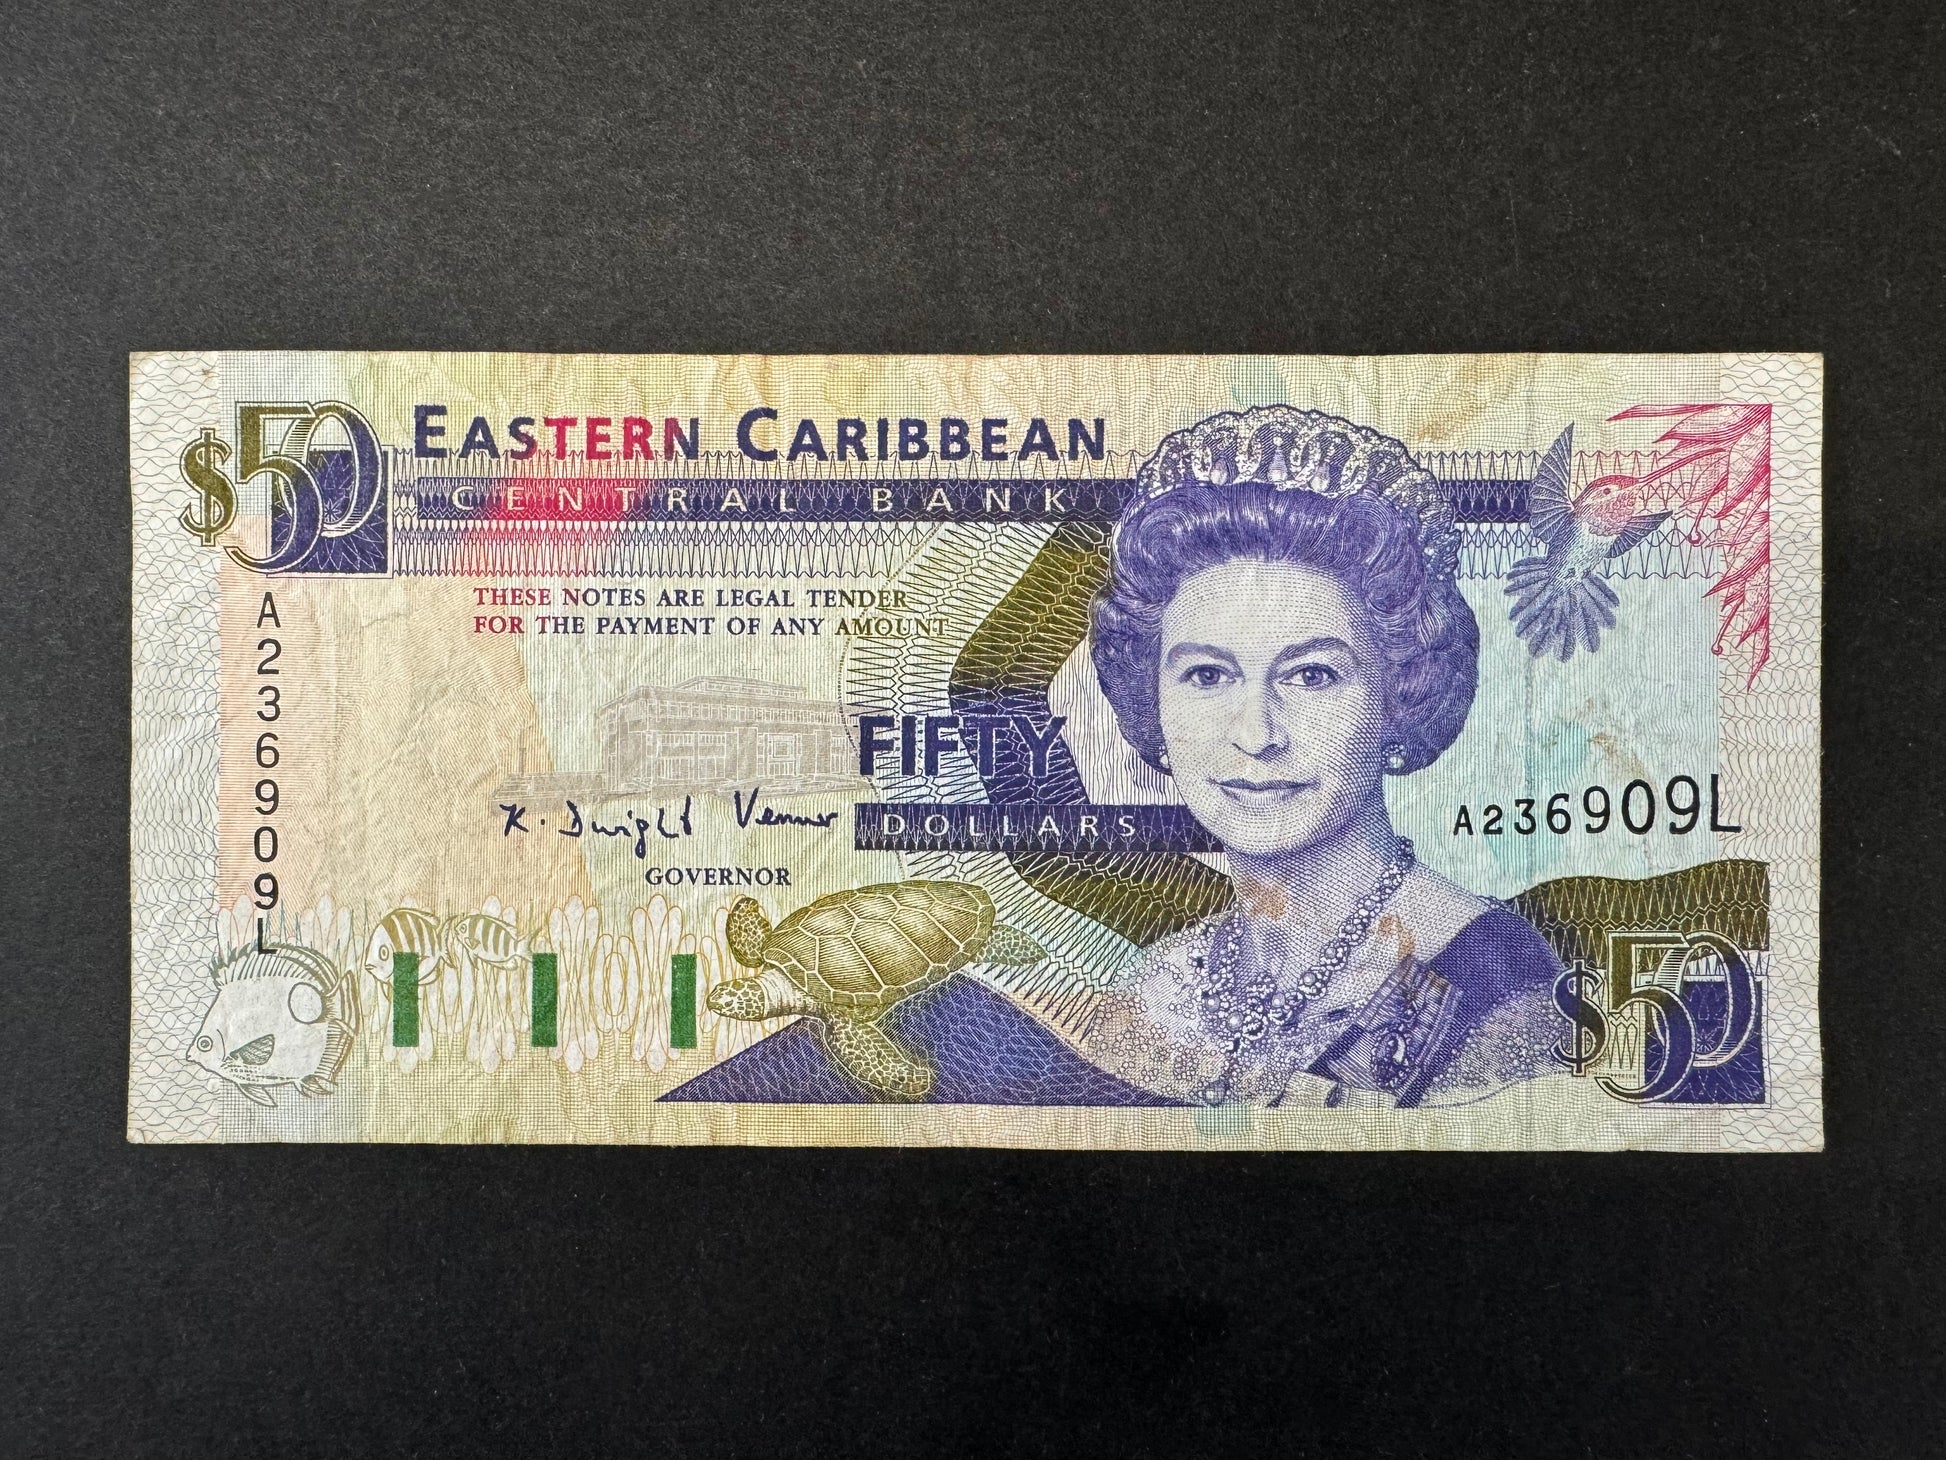 $50
EASTERN CARIBBEAN
CENTRAL BANK
THESE NOTES ARE LEGAL TENDER
FOR THE PAYMENT OF ANY AMOUNT
A236909L
FIFTY
DOLLARS
K. Dwight Venner
GOVERNOR
A236909L
$50